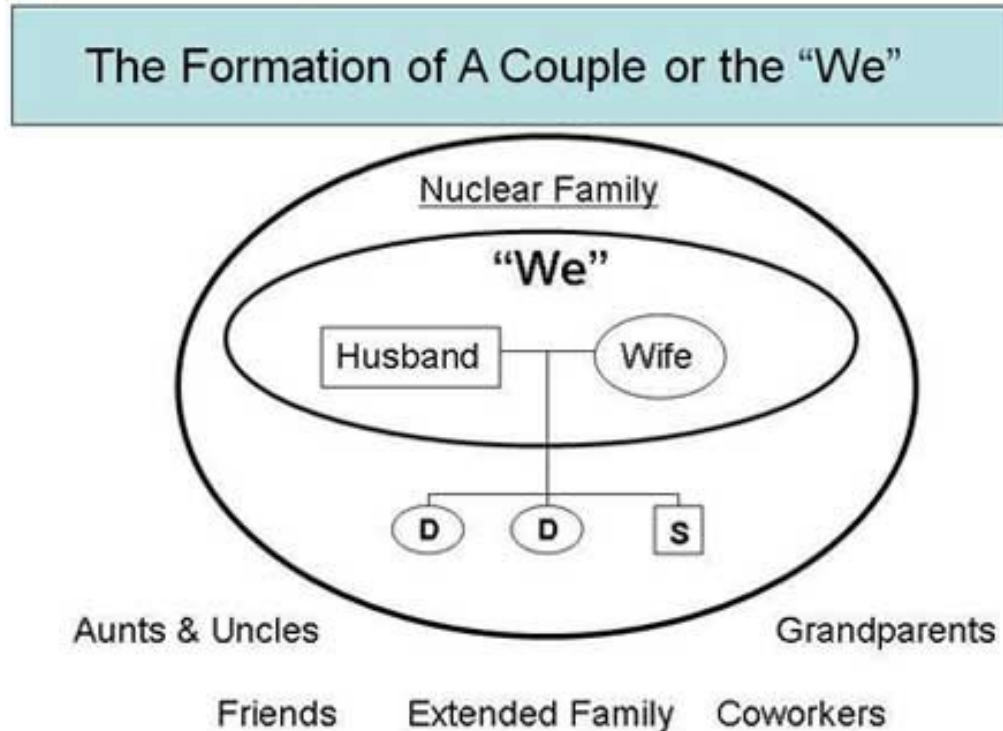 The Formation of A Couple or the “We”
Nuclear Family
“We”
Husband Wife
D D S
Aunts & Uncles Grandparents
Friends Extended Family Coworkers